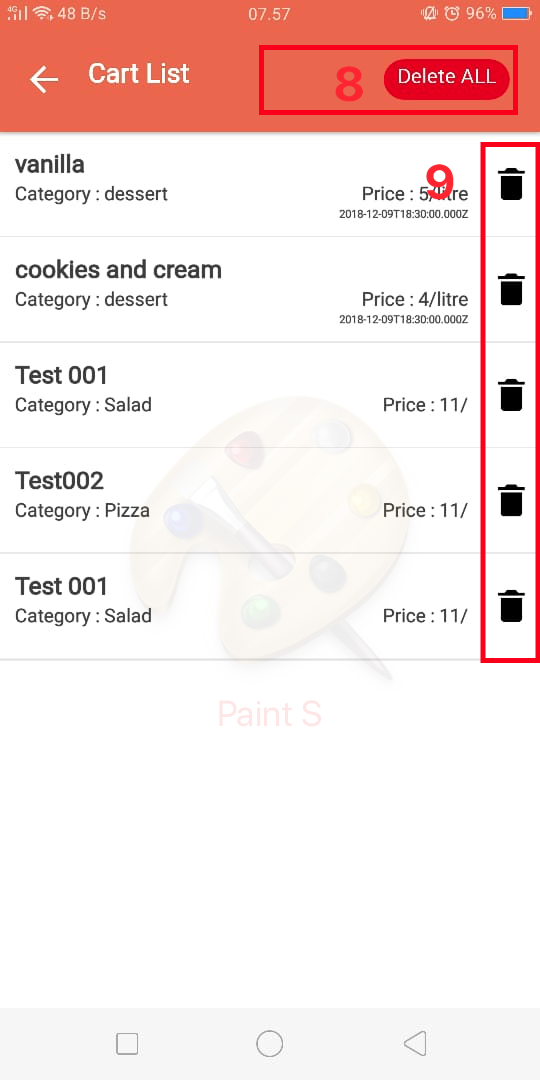 4G 48 B/s 07.57 96%
Cart List 8 Delete ALL
vanilla
Category : dessert Price : 5/litre 9
2018-12-09T18:30:00.000Z
cookies and cream
Category : dessert Price : 4/litre
2018-12-09T18:30:00.000Z
Test 001
Category : Salad Price : 11/
Test002
Category : Pizza Price : 11/
Test 001
Category : Salad Price : 11/
Paint S